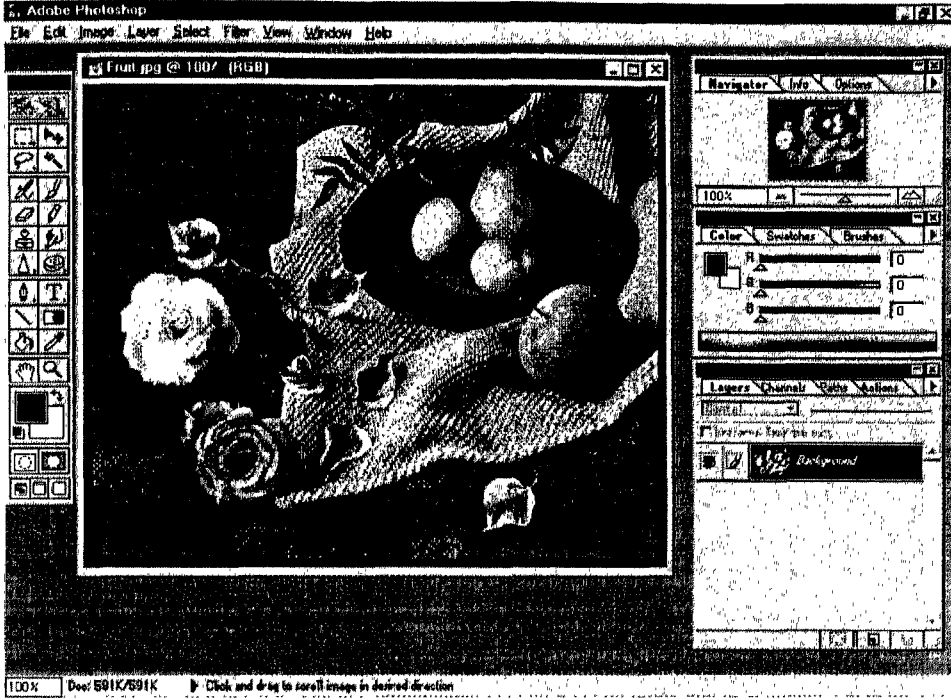 Adobe Photoshop
File Edit Image Layer Select Filter View Window Help
Fruit.jpg @ 100% (RGB)
Navigator Info Options
100%
Color Swatches Brushes
R 0
G 0
B 0
Layers Channels Paths Actions
Normal
Background
T
100% Doc: 591K/591K Click and drag to scroll image in desired direction